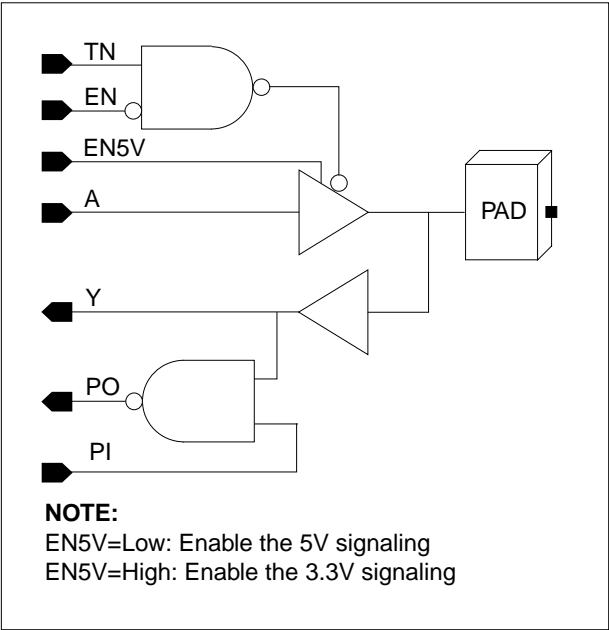 TN
EN
EN5V
A
PAD
Y
PO
PI
NOTE:
EN5V=Low: Enable the 5V signaling
EN5V=High: Enable the 3.3V signaling